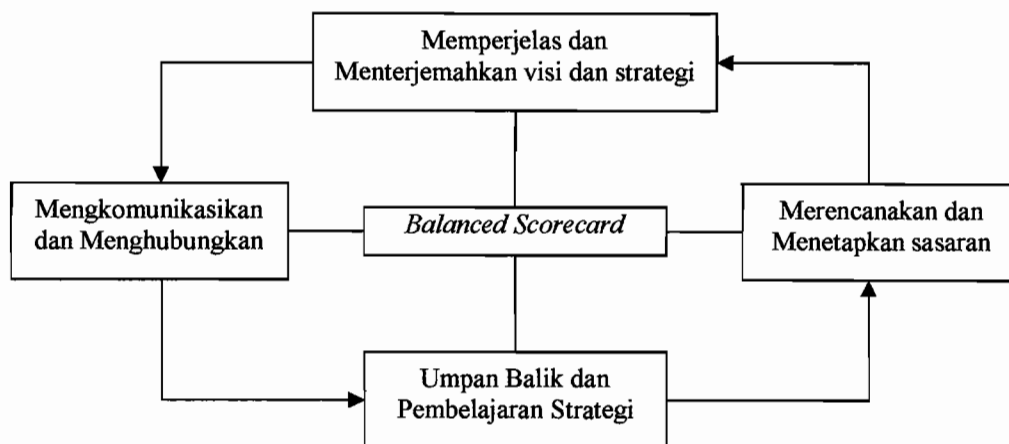 Memperjelas dan
Menterjemahkan visi dan strategi
Mengkomunikasikan
dan Menghubungkan
Balanced Scorecard
Merencanakan dan
Menetapkan sasaran
Umpan Balik dan
Pembelajaran Strategi